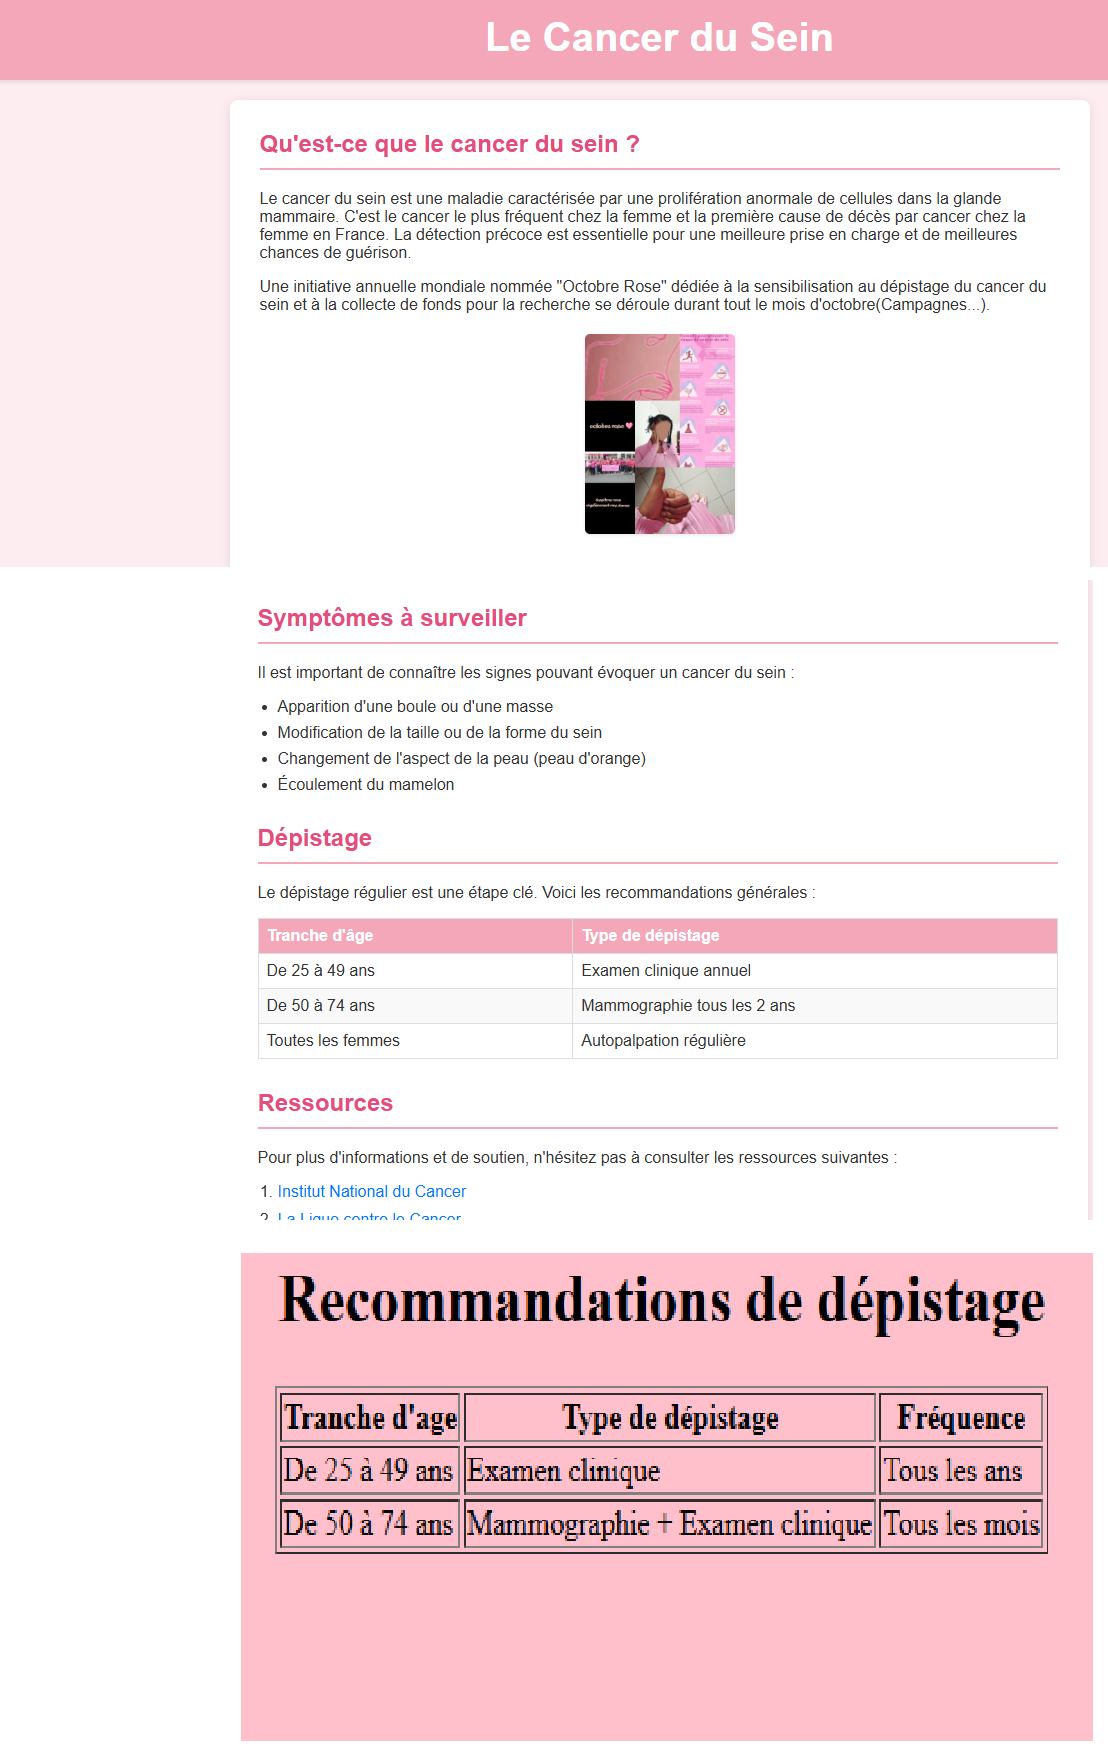 Le Cancer du Sein
Qu'est-ce que le cancer du sein ?
Le cancer du sein est une maladie caractérisée par une prolifération anormale de cellules dans la glande
mammaire. C'est le cancer le plus fréquent chez la femme et la première cause de décès par cancer chez la
femme en France. La détection précoce est essentielle pour une meilleure prise en charge et de meilleures
chances de guérison.
Une initiative annuelle mondiale nommée "Octobre Rose" dédiée à la sensibilisation au dépistage du cancer du
sein et à la collecte de fonds pour la recherche se déroule durant tout le mois d'octobre(Campagnes...).
octobre rose
Symptômes à surveiller
Il est important de connaître les signes pouvant évoquer un cancer du sein :
• Apparition d'une boule ou d'une masse
• Modification de la taille ou de la forme du sein
• Changement de l'aspect de la peau (peau d'orange)
• Écoulement du mamelon
Dépistage
Le dépistage régulier est une étape clé. Voici les recommandations générales :
Tranche d'âge Type de dépistage
De 25 à 49 ans Examen clinique annuel
De 50 à 74 ans Mammographie tous les 2 ans
Toutes les femmes Autopalpation régulière
Ressources
Pour plus d'informations et de soutien, n'hésitez pas à consulter les ressources suivantes :
1. Institut National du Cancer
2. La Ligue contre le Cancer
Recommandations de dépistage
Tranche d'age Type de dépistage Fréquence
De 25 à 49 ans Examen clinique Tous les ans
De 50 à 74 ans Mammographie + Examen clinique Tous les mois